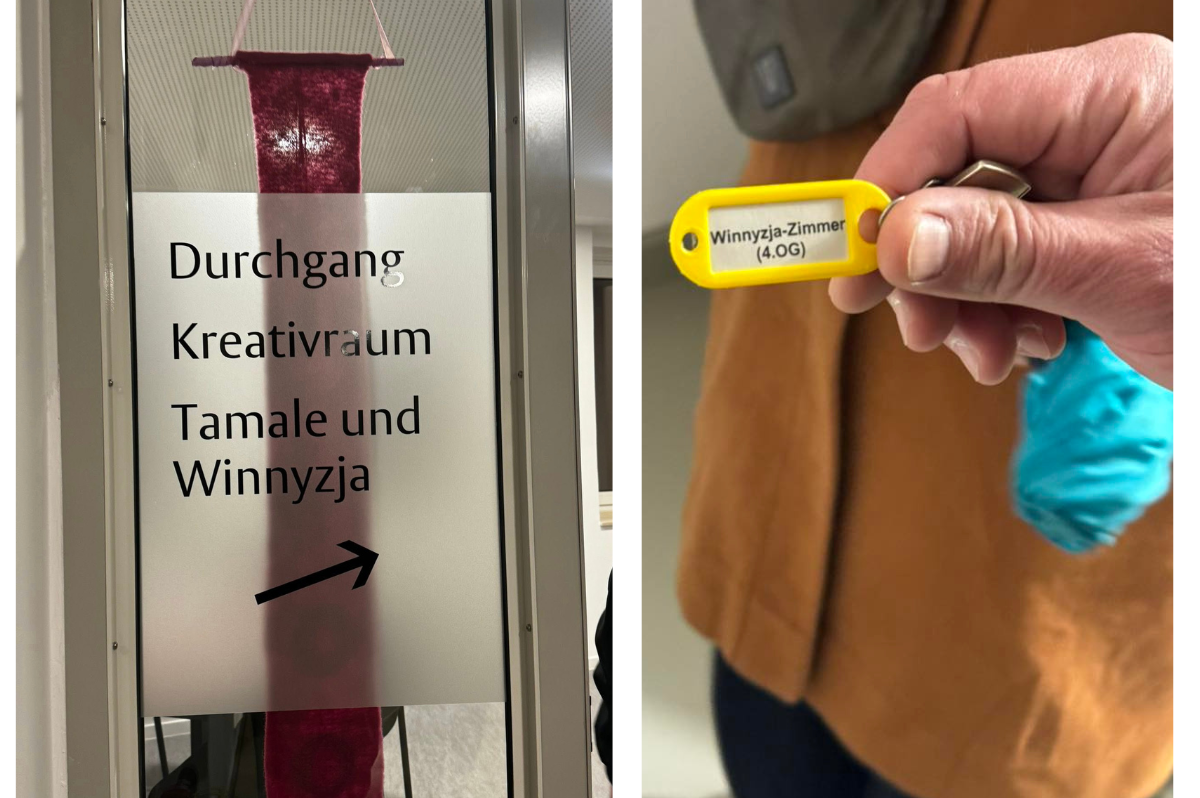 Durchgang
Kreativraum
Tamale und
Winnyzja
Winnyzja-Zimmer
(4.OG)